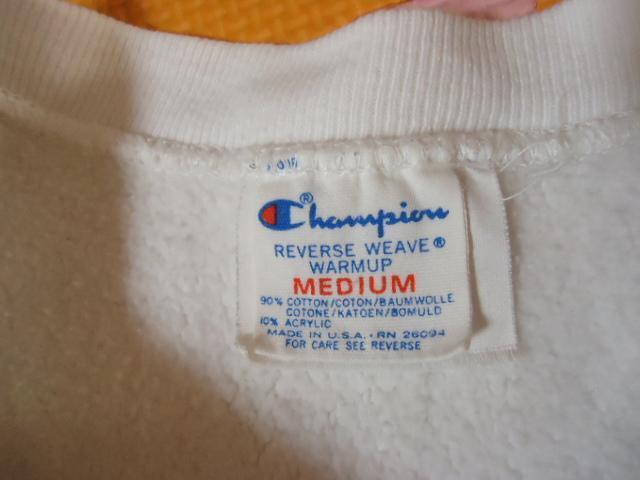 Champion®
REVERSE WEAVE®
WARMUP
MEDIUM
90% COTTON/COTON/BAUMWOLLE
COTONE/KATOEN/BOMULD
10% ACRYLIC
MADE IN U.S.A. · RN 26094
FOR CARE SEE REVERSE